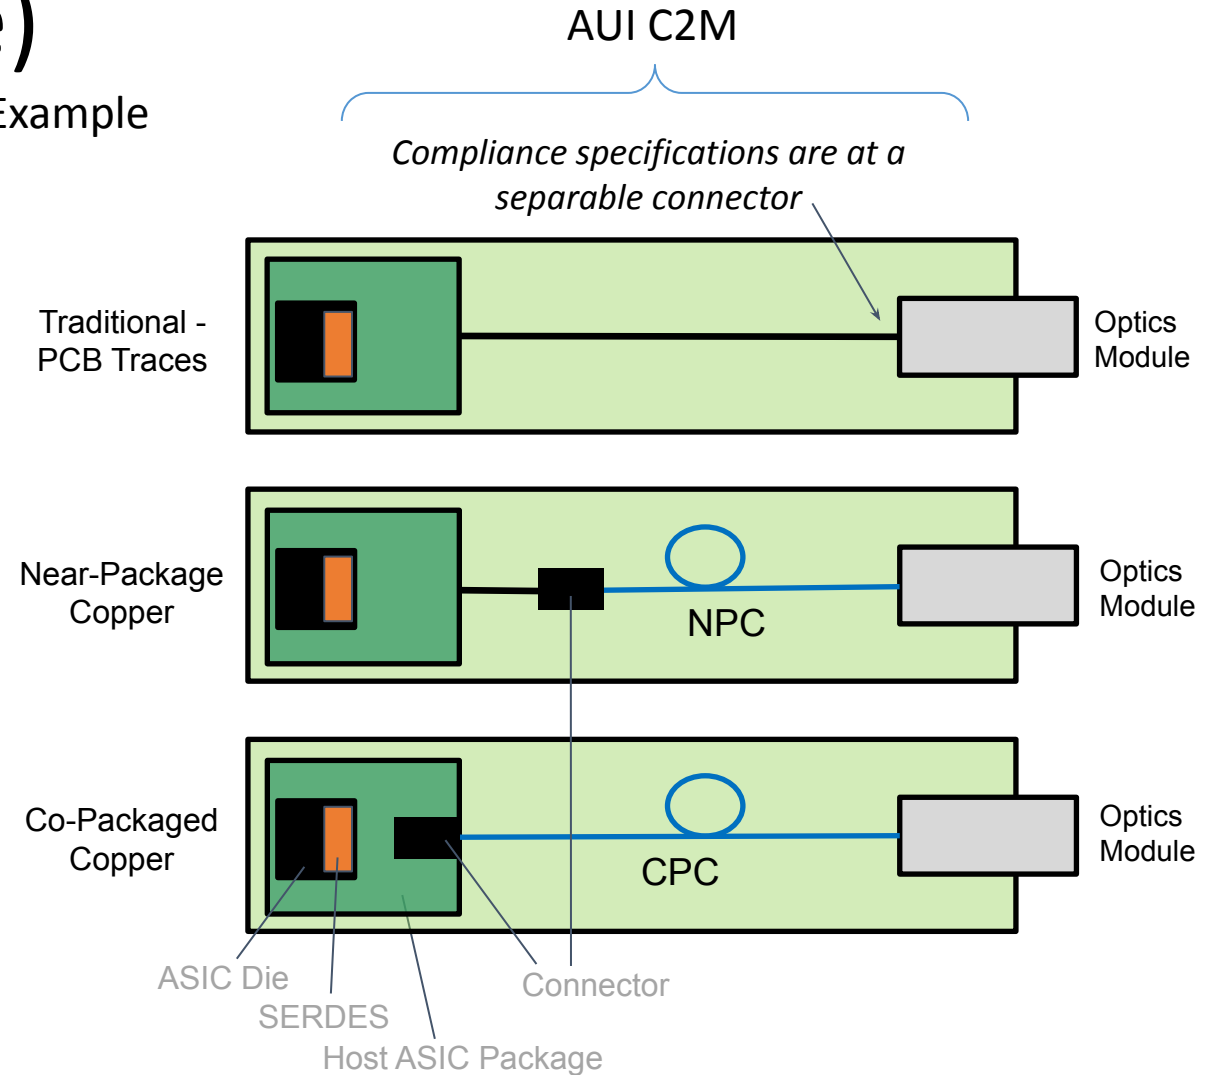 e)
Example
AUI C2M
Compliance specifications are at a
separable connector
Traditional -
PCB Traces
Optics
Module
Near-Package
Copper
NPC
Optics
Module
Co-Packaged
Copper
CPC
Optics
Module
ASIC Die
SERDES
Host ASIC Package
Connector